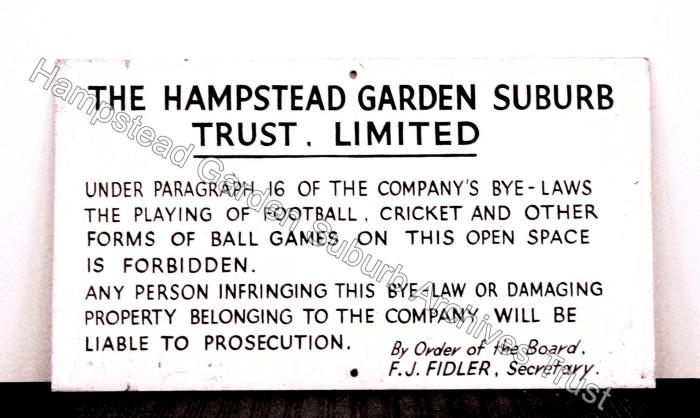 THE HAMPSTEAD GARDEN SUBURB
TRUST. LIMITED
UNDER PARAGRAPH 16 OF THE COMPANY'S BYE-LAWS
THE PLAYING OF FOOTBALL, CRICKET AND OTHER
FORMS OF BALL GAMES ON THIS OPEN SPACE
IS FORBIDDEN.
ANY PERSON INFRINGING THIS BYE-LAW OR DAMAGING
PROPERTY BELONGING TO THE COMPANY WILL BE
LIABLE TO PROSECUTION.
By Order of the Board,
F.J. FIDLER, Secretary.
Hampstead Garden Suburb Archives Trust